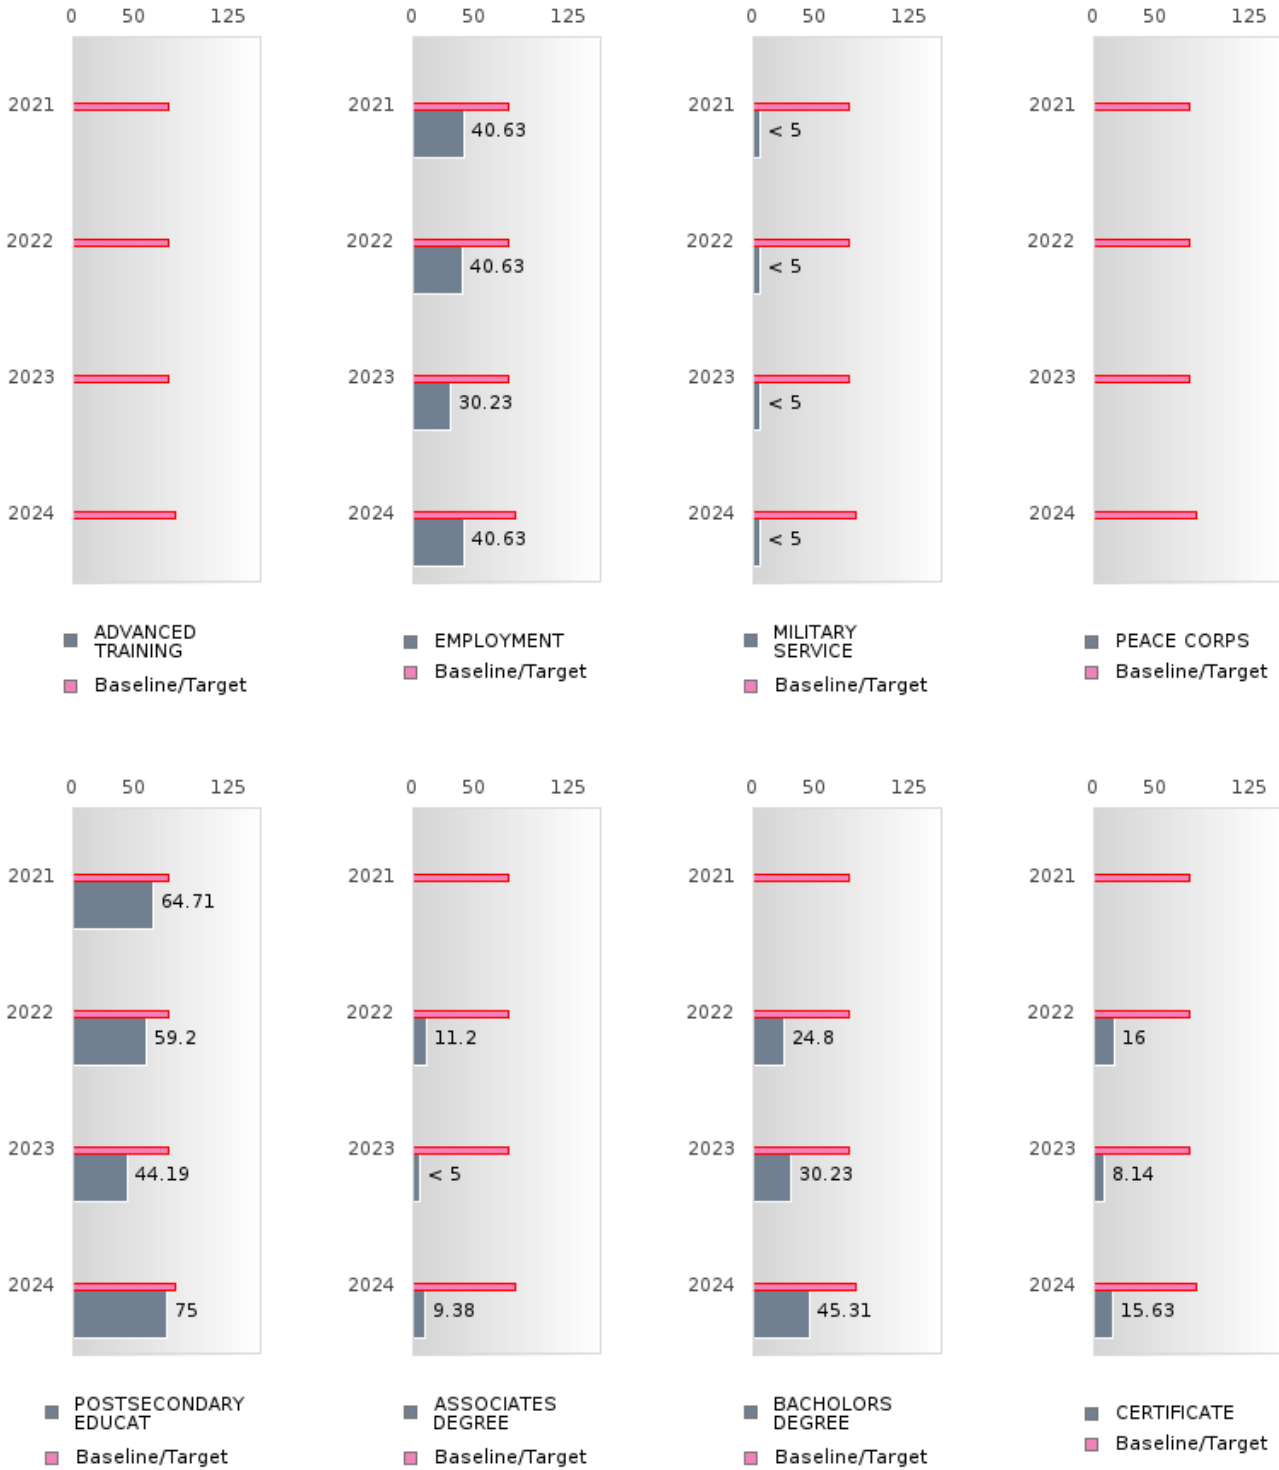 0 50 125
2021
2022
2023
2024
ADVANCED
TRAINING
Baseline/Target
0 50 125
2021
40.63
2022
40.63
2023
30.23
2024
40.63
EMPLOYMENT
Baseline/Target
0 50 125
2021
< 5
2022
< 5
2023
< 5
2024
< 5
MILITARY
SERVICE
Baseline/Target
0 50 125
2021
2022
2023
2024
PEACE CORPS
Baseline/Target
0 50 125
2021
64.71
2022
59.2
2023
44.19
2024
75
POSTSECONDARY
EDUCAT
Baseline/Target
0 50 125
2021
2022
11.2
2023
< 5
2024
9.38
ASSOCIATES
DEGREE
Baseline/Target
0 50 125
2021
2022
24.8
2023
30.23
2024
45.31
BACHOLORS
DEGREE
Baseline/Target
0 50 125
2021
2022
16
2023
8.14
2024
15.63
CERTIFICATE
Baseline/Target